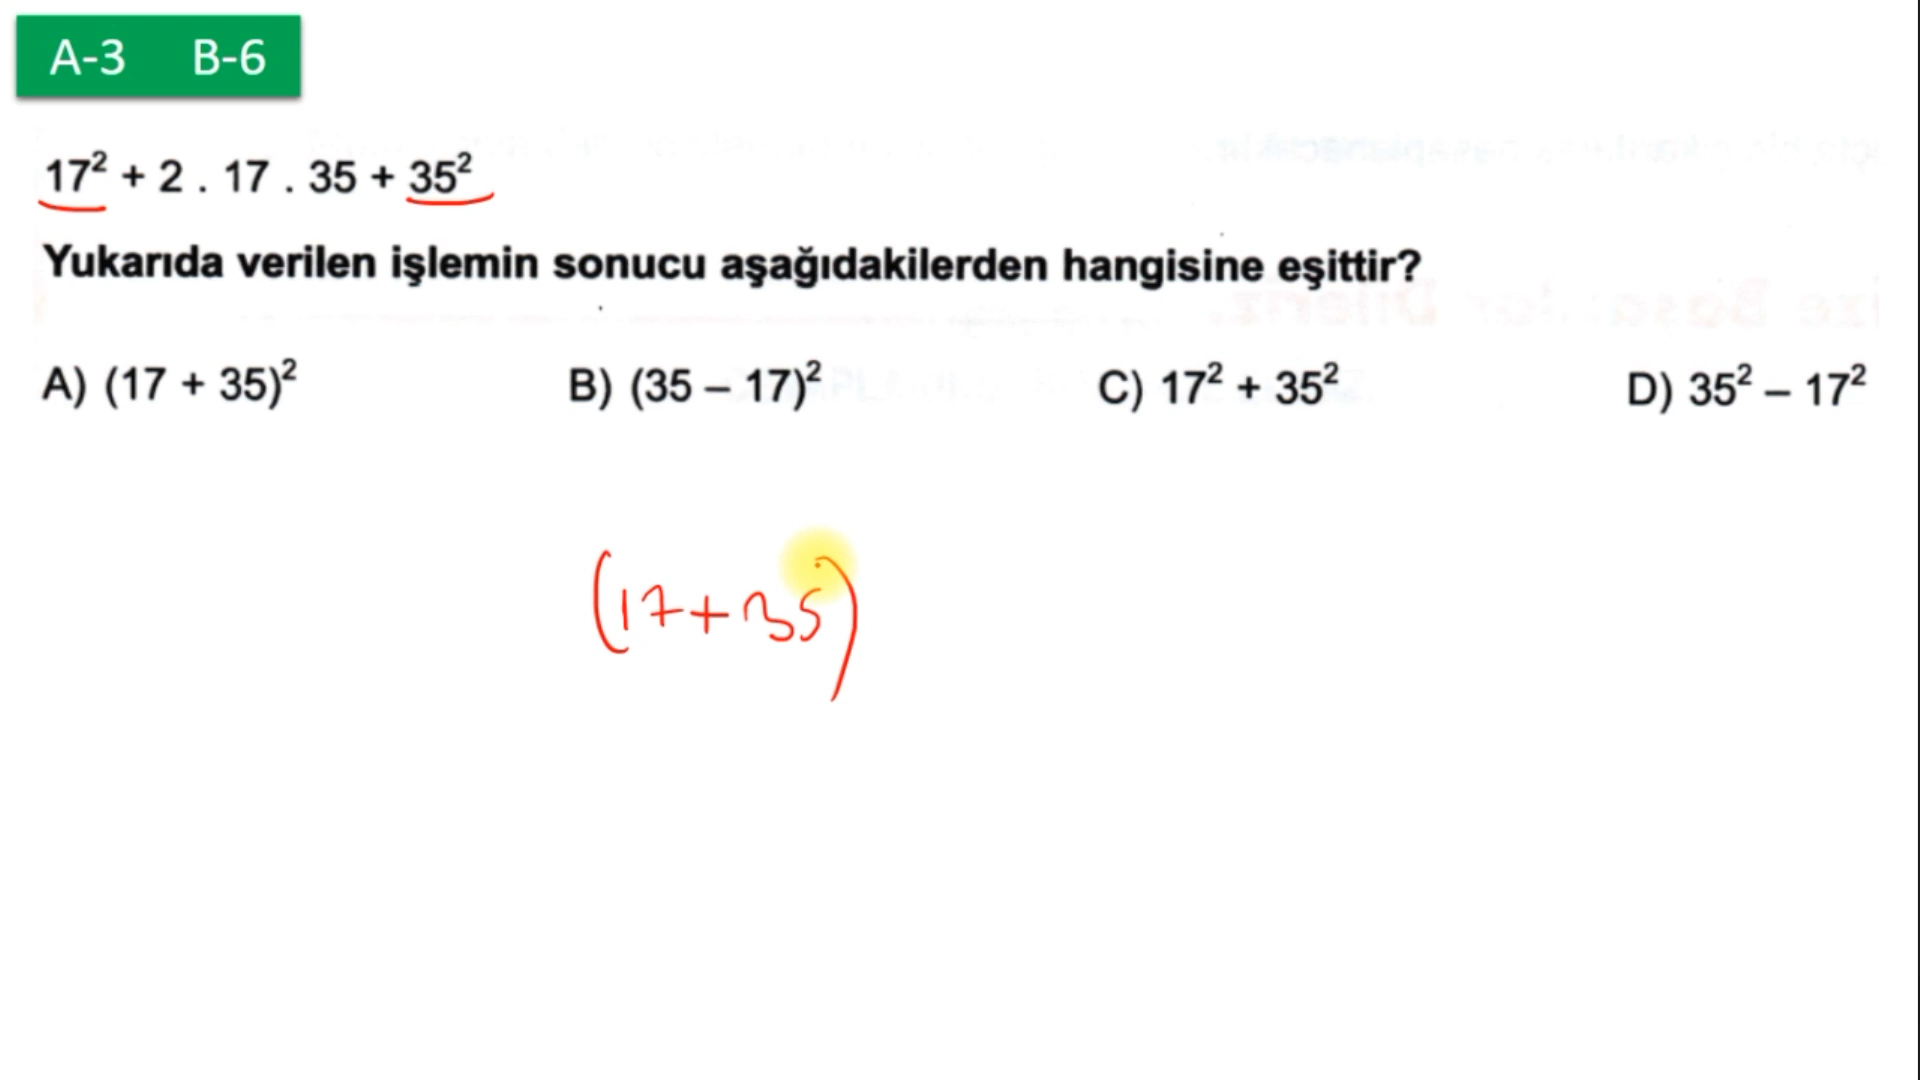 A-3 B-6
17² + 2 . 17 . 35 + 35²
Yukarıda verilen işlemin sonucu aşağıdakilerden hangisine eşittir?
A) (17 + 35)² B) (35 – 17)² C) 17² + 35² D) 35² – 17²
(17+35)